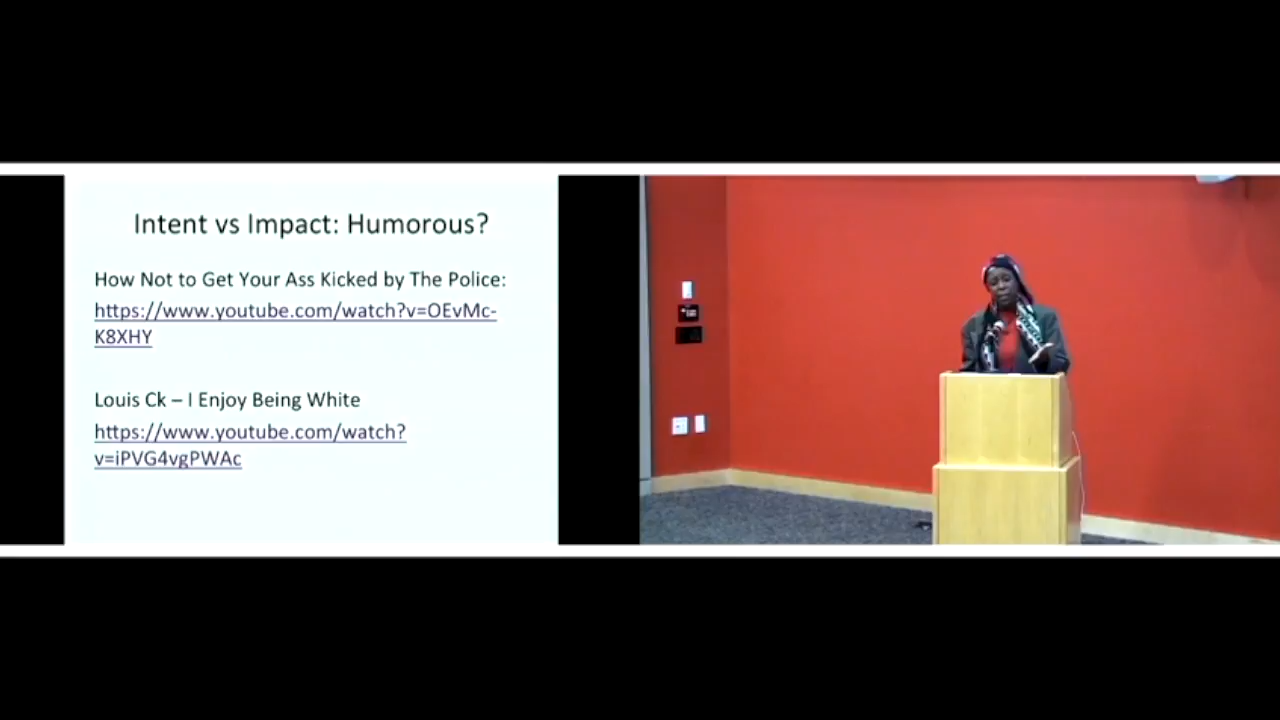 Intent vs Impact: Humorous?
How Not to Get Your Ass Kicked by The Police:
https://www.youtube.com/watch?v=OEvMc-
K8XHY
Louis Ck – I Enjoy Being White
https://www.youtube.com/watch?
v=iPVG4vgPWAc